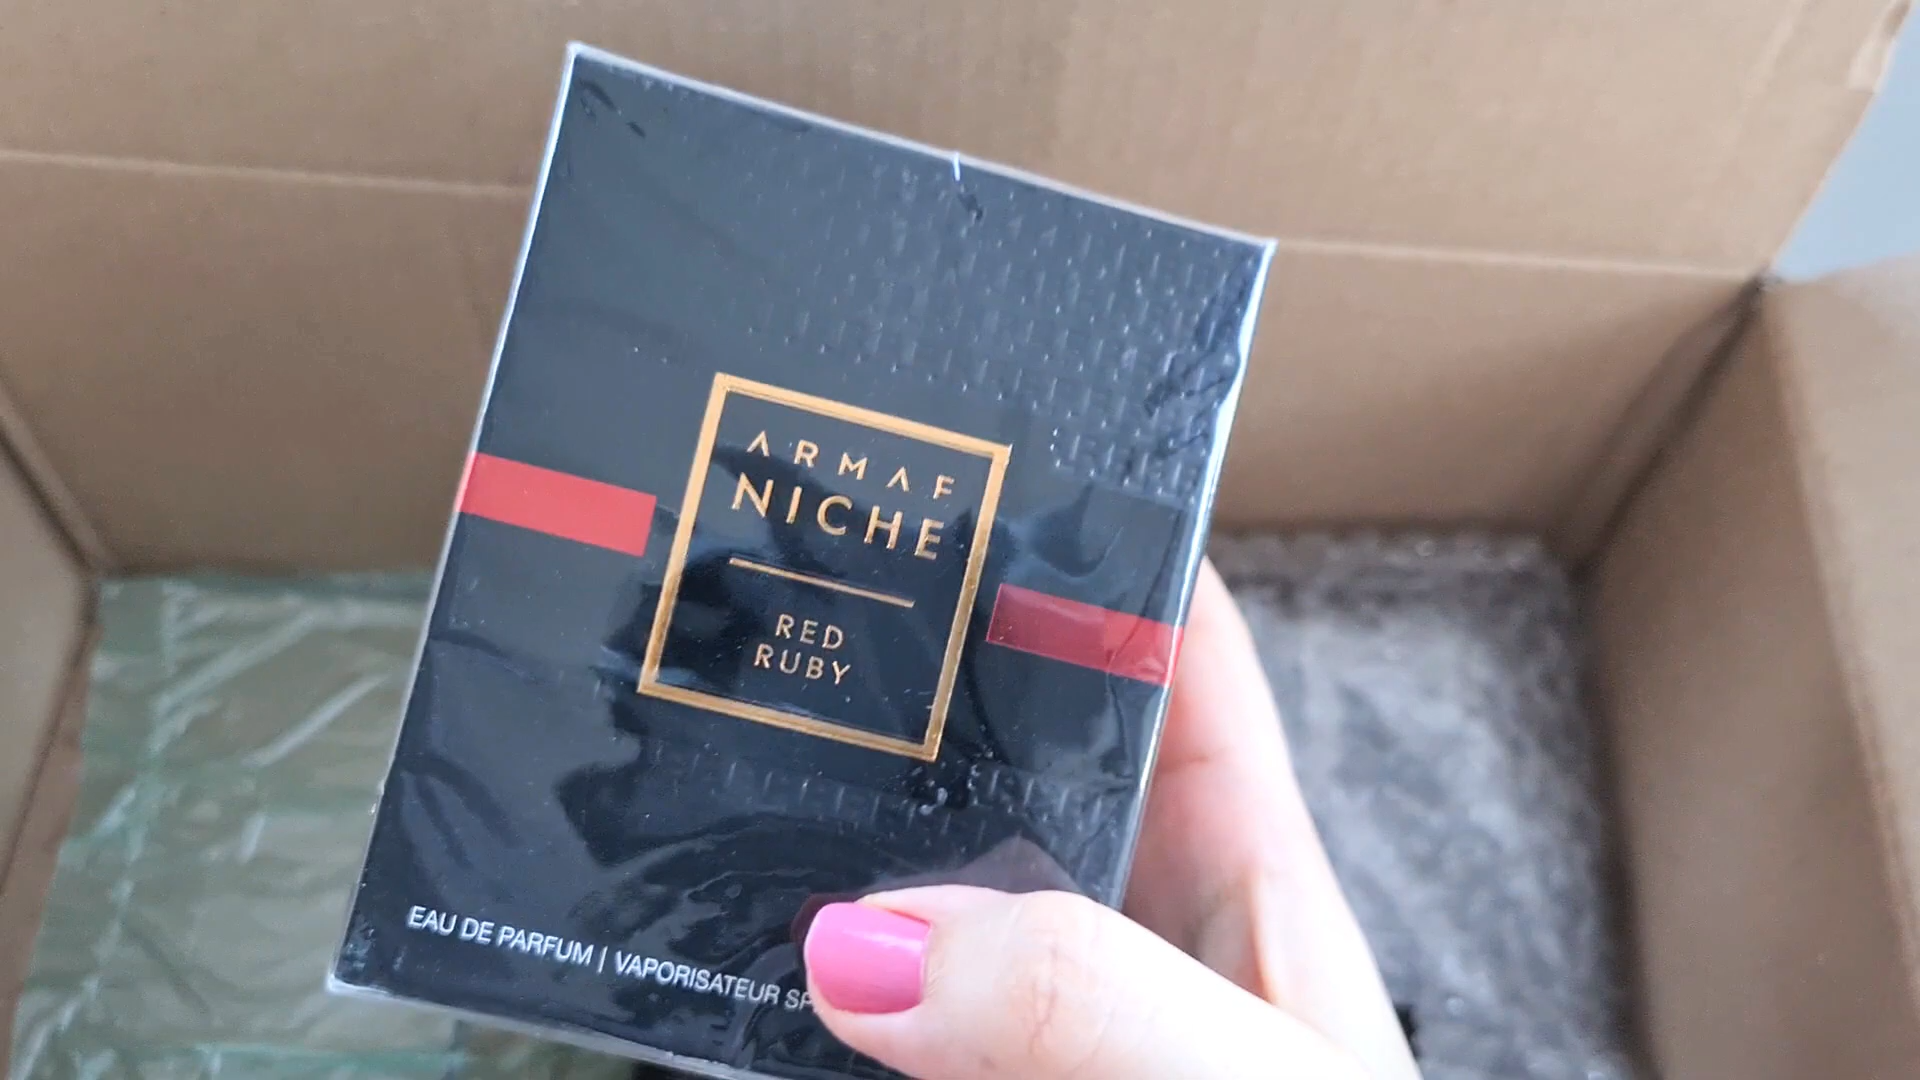 ARMAF
NICHE
RED
RUBY
EAU DE PARFUM | VAPORISATEUR